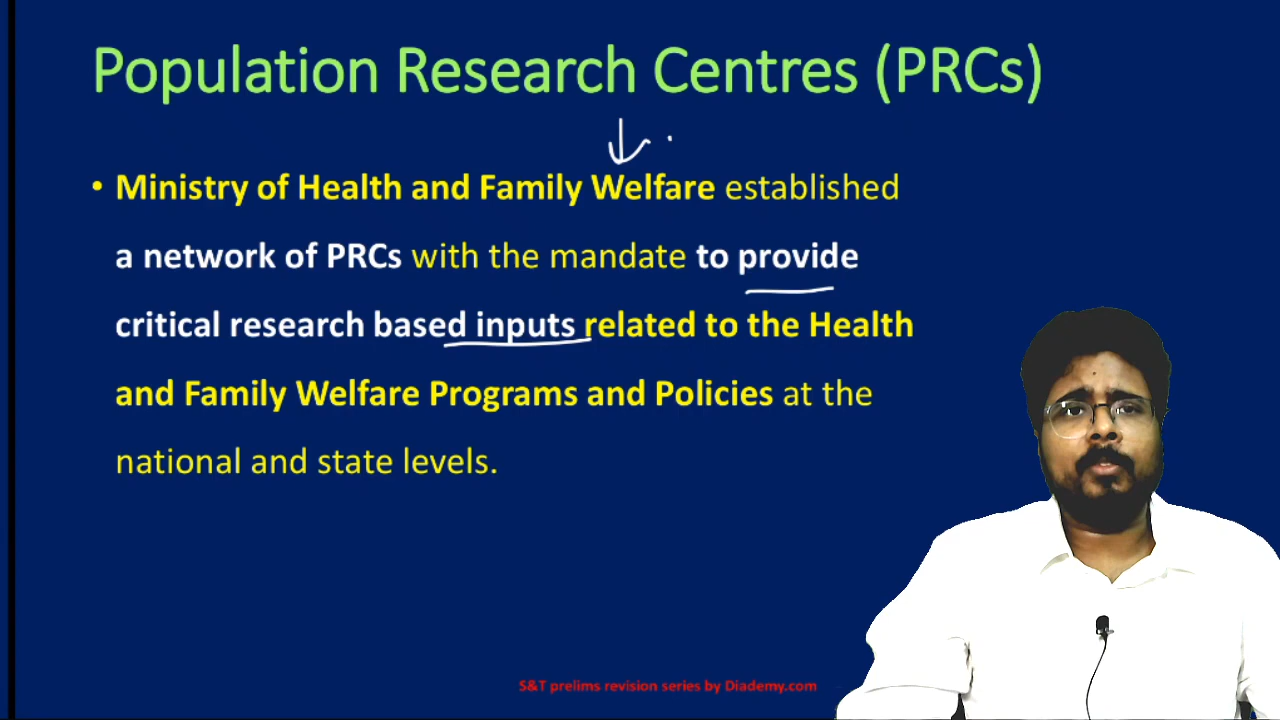 Population Research Centres (PRCs)
• Ministry of Health and Family Welfare established
a network of PRCs with the mandate to provide
critical research based inputs related to the Health
and Family Welfare Programs and Policies at the
national and state levels.
S&T prelims revision series by Diademy.com